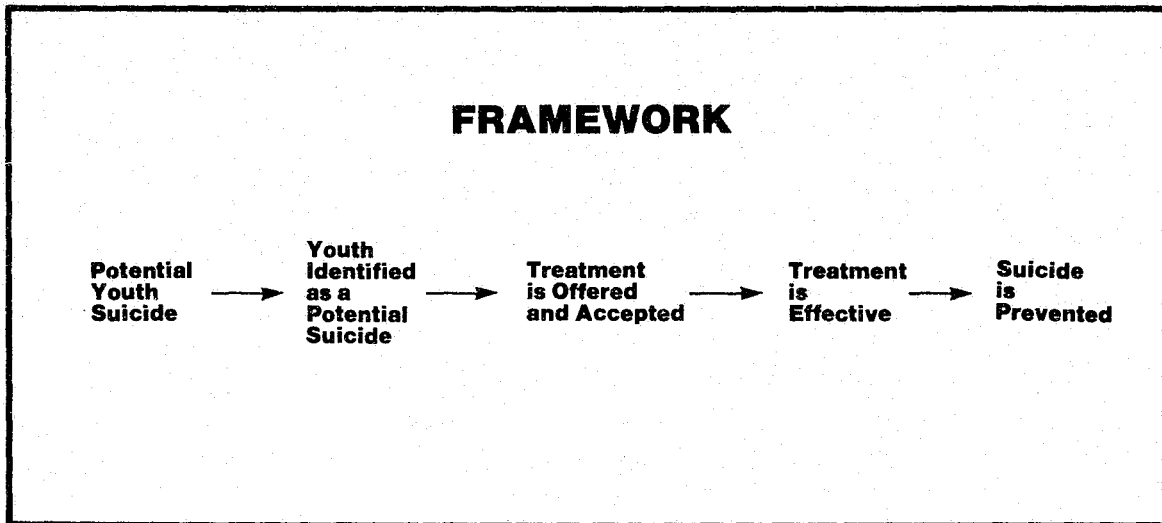 FRAMEWORK
Potential
Youth
Suicide
Youth
Identified
as a
Potential
Suicide
Treatment
is Offered
and Accepted
Treatment
is
Effective
Suicide
is
Prevented